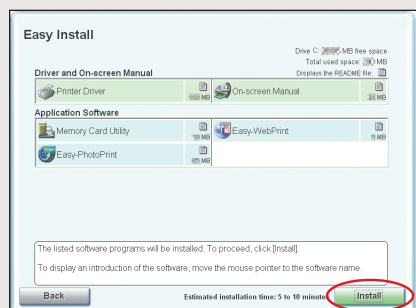 Easy Install
Drive C: MB free space
Total used space: MB
Driver and On-screen Manual
Displays the README file:
Printer Driver
MB
On-screen Manual
MB
Application Software
Memory Card Utility
MB
Easy-WebPrint
MB
Easy-PhotoPrint
MB
The listed software programs will be installed. To proceed, click [Install].
To display an introduction of the software, move the mouse pointer to the software name.
Back
Estimated installation time: 5 to 10 minutes
Install